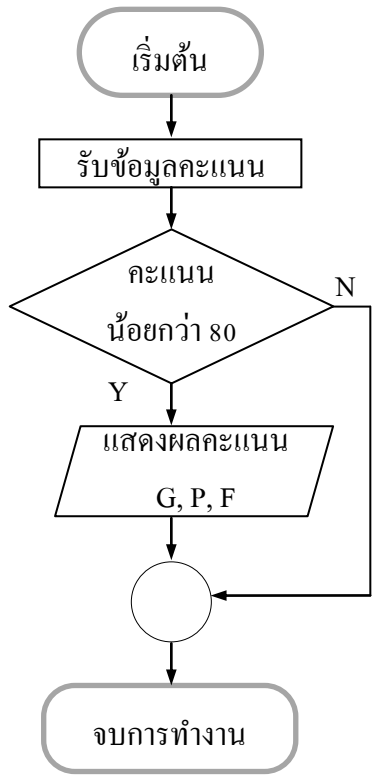 เริ่มต้น
รับข้อมูลคะแนน
คะแนน
น้อยกว่า 80
N
Y
แสดงผลคะแนน
G, P, F
จบการทำงาน